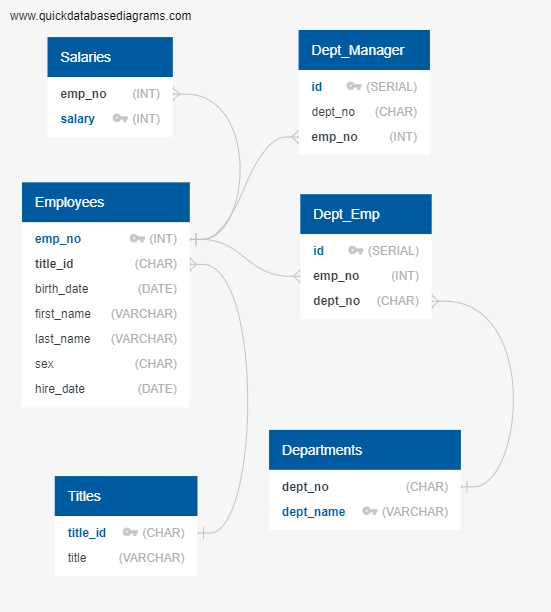 www.quickdatabasediagrams.com
Salaries
emp_no (INT)
salary (INT)
Dept_Manager
id (SERIAL)
dept_no (CHAR)
emp_no (INT)
Employees
emp_no (INT)
title_id (CHAR)
birth_date (DATE)
first_name (VARCHAR)
last_name (VARCHAR)
sex (CHAR)
hire_date (DATE)
Dept_Emp
id (SERIAL)
emp_no (INT)
dept_no (CHAR)
Departments
dept_no (CHAR)
dept_name (VARCHAR)
Titles
title_id (CHAR)
title (VARCHAR)